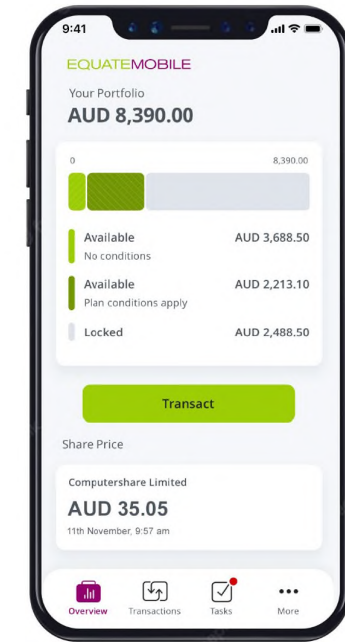 9:41
EQUATEMOBILE
Your Portfolio
AUD 8,390.00
0 8,390.00
Available AUD 3,688.50
No conditions
Available AUD 2,213.10
Plan conditions apply
Locked AUD 2,488.50
Transact
Share Price
Computershare Limited
AUD 35.05
11th November, 9:57 am
Overview Transactions Tasks More